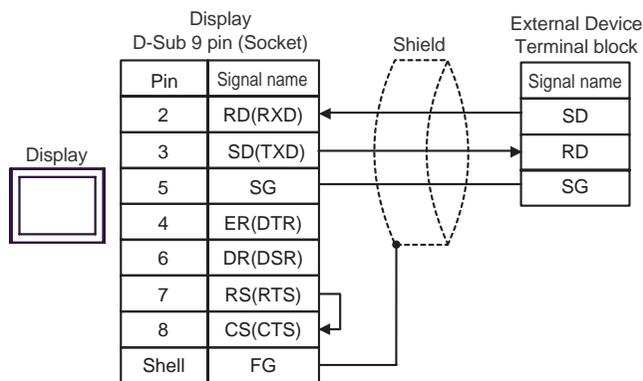 Display
D-Sub 9 pin (Socket)
Shield
External Device
Terminal block
Pin Signal name
Signal name
2 RD(RXD)
SD
3 SD(TXD)
RD
5 SG
SG
4 ER(DTR)
6 DR(DSR)
7 RS(RTS)
8 CS(CTS)
Shell FG
Display